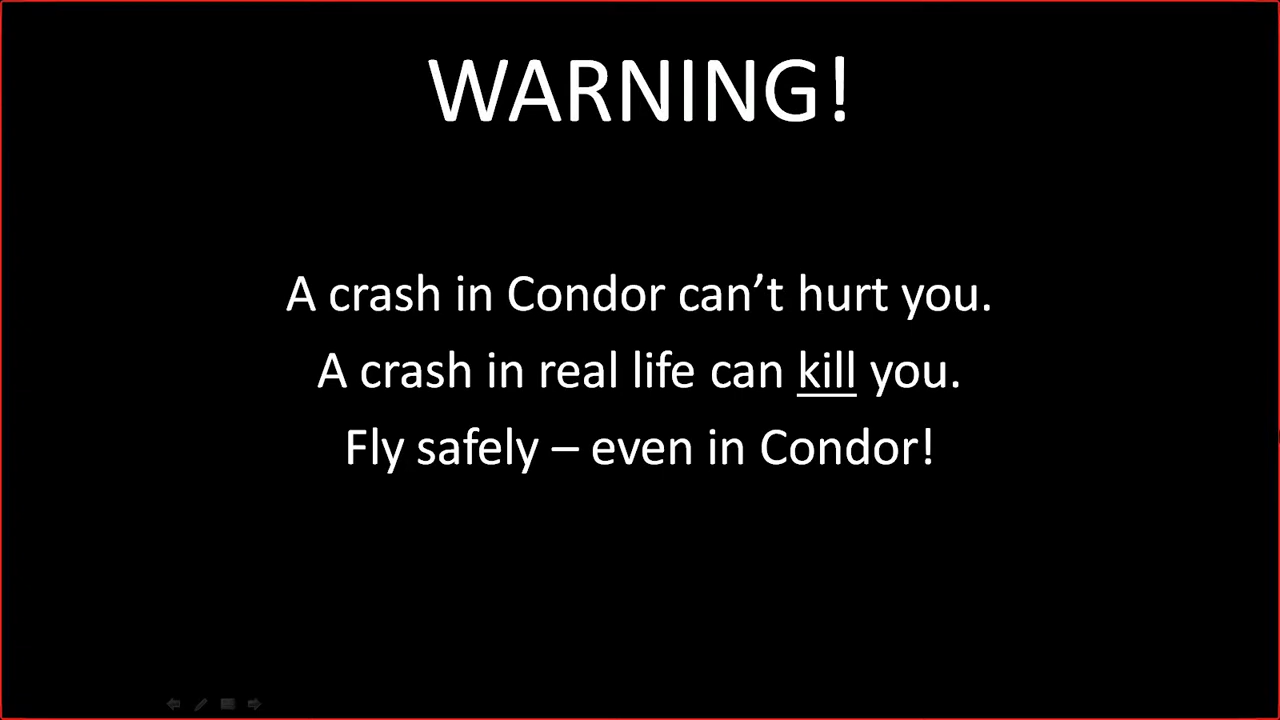 WARNING!
A crash in Condor can’t hurt you.
A crash in real life can kill you.
Fly safely – even in Condor!